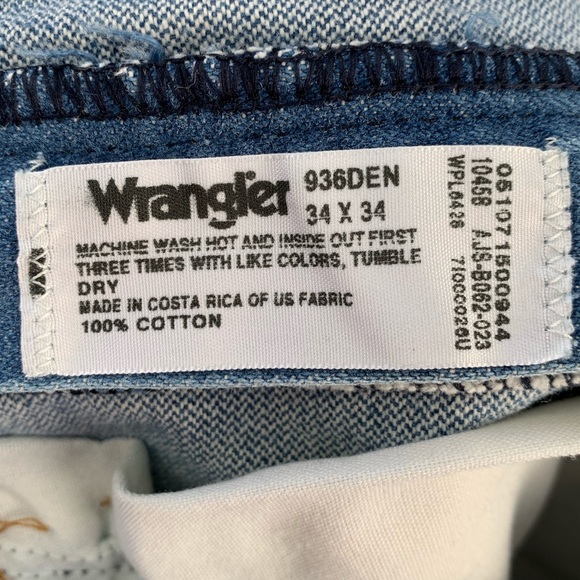 Wrangler
936DEN
34 X 34
MACHINE WASH HOT AND INSIDE OUT FIRST
THREE TIMES WITH LIKE COLORS, TUMBLE
DRY
MADE IN COSTA RICA OF US FABRIC
100% COTTON
051071500944
10458 AJS-B062-023
WPL6426 71000026U